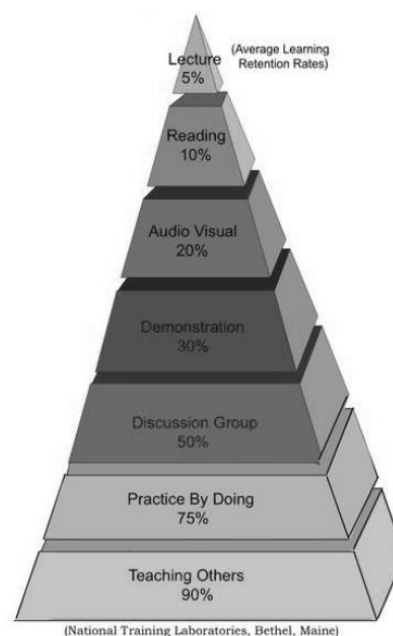 Lecture
5%
(Average Learning
Retention Rates)
Reading
10%
Audio Visual
20%
Demonstration
30%
Discussion Group
50%
Practice By Doing
75%
Teaching Others
90%
(National Training Laboratories, Bethel, Maine)